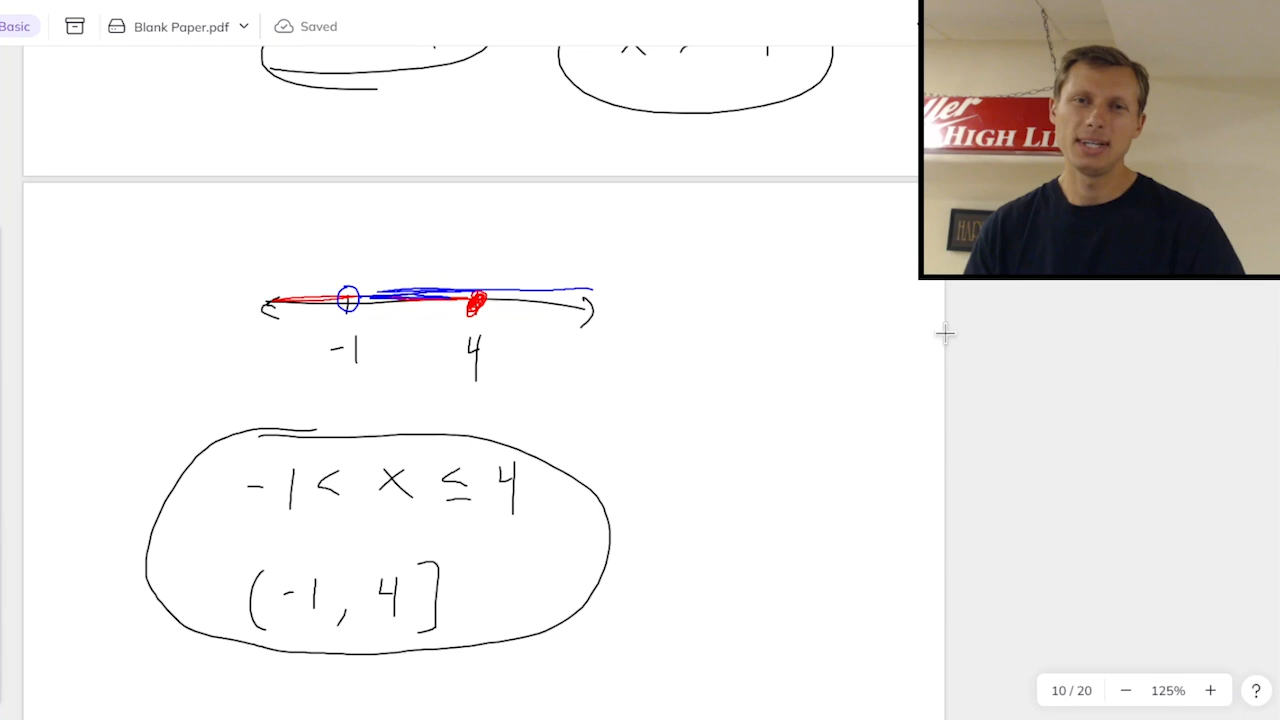 Basic
Blank Paper.pdf
Saved
HIGH LI
-1
4
-1 < x ≤ 4
(-1, 4]
10 / 20
125%
?